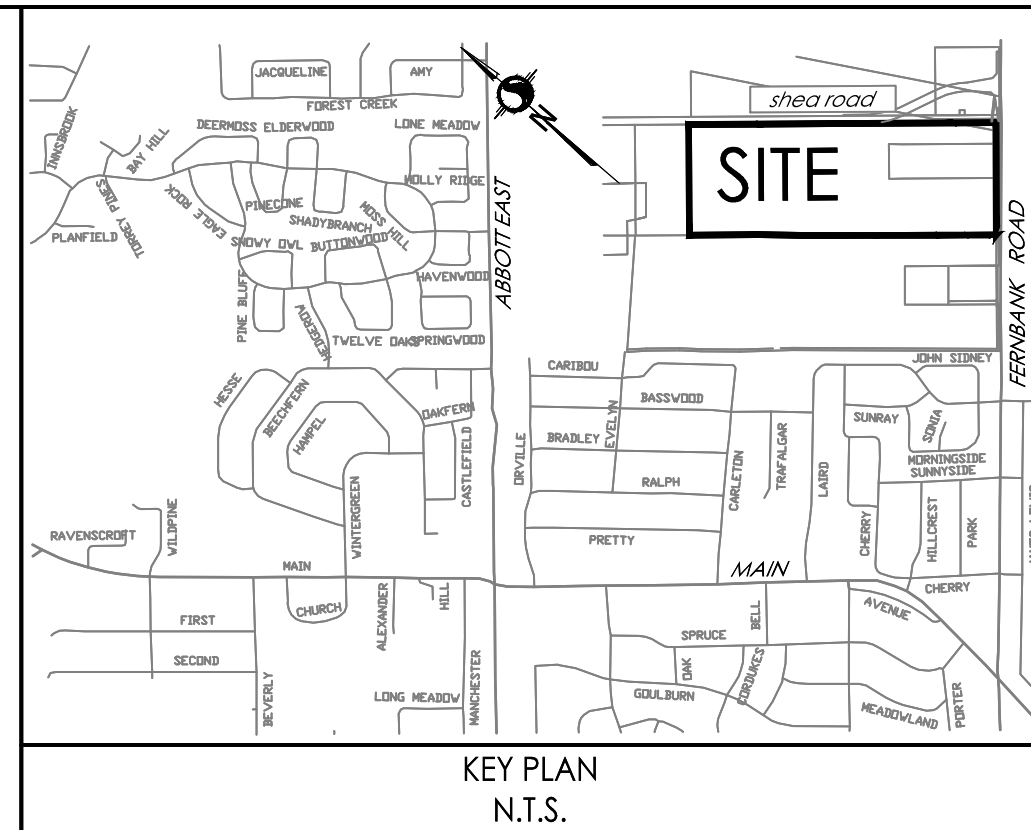 JACQUELINE
AMY
FOREST CREEK
shea road
INNSBROOK
BAY HILL
DEERMOSS ELDERWOOD
LONE MEADOW
N
SITE
TORREY PINES
EAGLE ROCK
PINECONE
HOLLY RIDGE
ABBOTT EAST
PLANFIELD
SHADYBRANCH
MOSS HILL
SNOWY OWL
BUTTONWOOD
FERNBANK ROAD
PINE BLUFF
HAVENWOOD
HEDGEROW
TWELVE OAKS
SPRINGWOOD
CARIBOU
JOHN SIDNEY
HESSE
BEECHFERN
HAMPEL
OAKFERN
BASSWOOD
EVELYN
SUNRAY
SONIA
ORVILLE
BRADLEY
TRAFALGAR
CASTLEFIELD
CARLETON
LAIRD
MORNINGSIDE
SUNNYSIDE
RALPH
RAVENSCROFT
WILDPINE
WINTERGREEN
PRETTY
CHERRY
HILLCREST
PARK
MAIN
MAIN
CHERRY
CHURCH
ALEXANDER
HILL
BELL
AVENUE
FIRST
SPRUCE
SECOND
OAK
CORDUKES
BEVERLY
LONG MEADOW
MANCHESTER
GOULBURN
MEADOWLAND
PORTER
KEY PLAN
N.T.S.